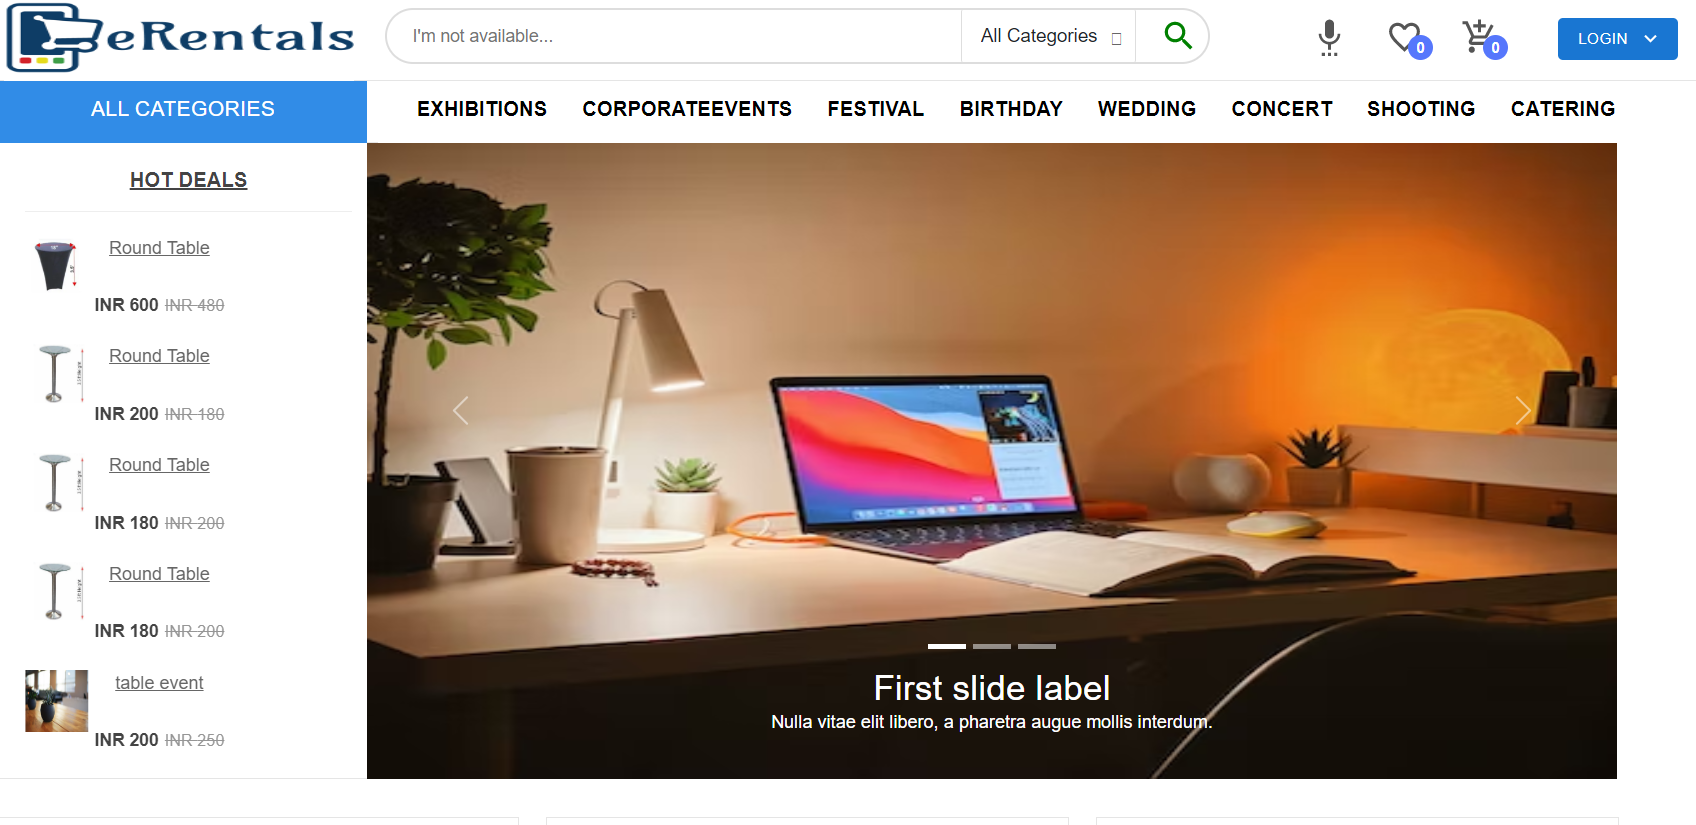 eRentals
I'm not available...
All Categories
0
0
LOGIN
ALL CATEGORIES
EXHIBITIONS
CORPORATEEVENTS
FESTIVAL
BIRTHDAY
WEDDING
CONCERT
SHOOTING
CATERING
HOT DEALS
Round Table
INR 600 INR 480
Round Table
INR 200 INR 180
Round Table
INR 180 INR 200
Round Table
INR 180 INR 200
table event
INR 200 INR 250
First slide label
Nulla vitae elit libero, a pharetra augue mollis interdum.